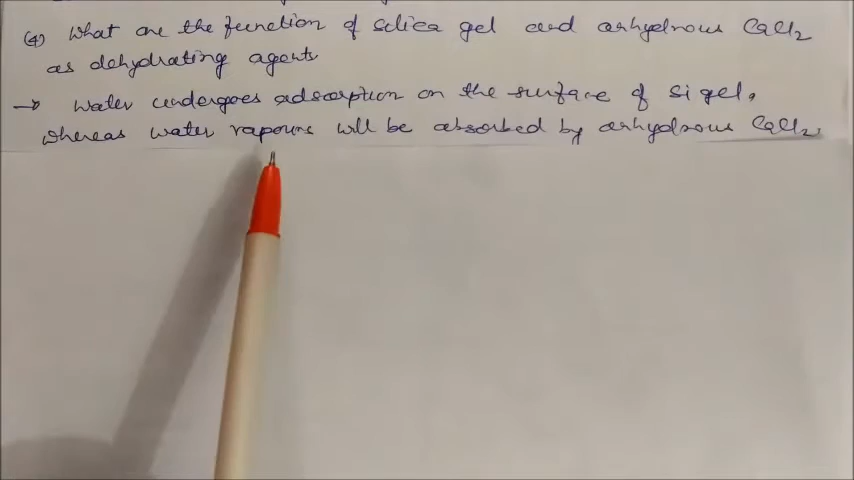 (4) What are the function of silica gel and anhydrous CaCl2
as dehydrating agents
→ Water undergoes adsorption on the surface of si gel,
whereas water vapours will be absorbed by anhydrous CaCl2